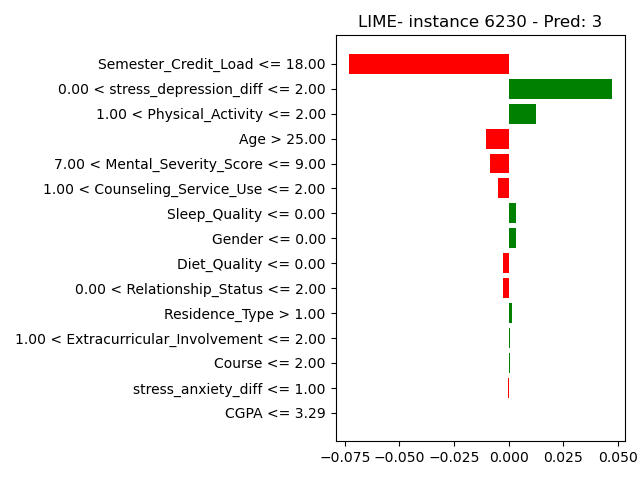 LIME- instance 6230 - Pred: 3
Semester_Credit_Load <= 18.00
0.00 < stress_depression_diff <= 2.00
1.00 < Physical_Activity <= 2.00
Age > 25.00
7.00 < Mental_Severity_Score <= 9.00
1.00 < Counseling_Service_Use <= 2.00
Sleep_Quality <= 0.00
Gender <= 0.00
Diet_Quality <= 0.00
0.00 < Relationship_Status <= 2.00
Residence_Type > 1.00
1.00 < Extracurricular_Involvement <= 2.00
Course <= 2.00
stress_anxiety_diff <= 1.00
CGPA <= 3.29
−0.075 −0.050 −0.025 0.000 0.025 0.050